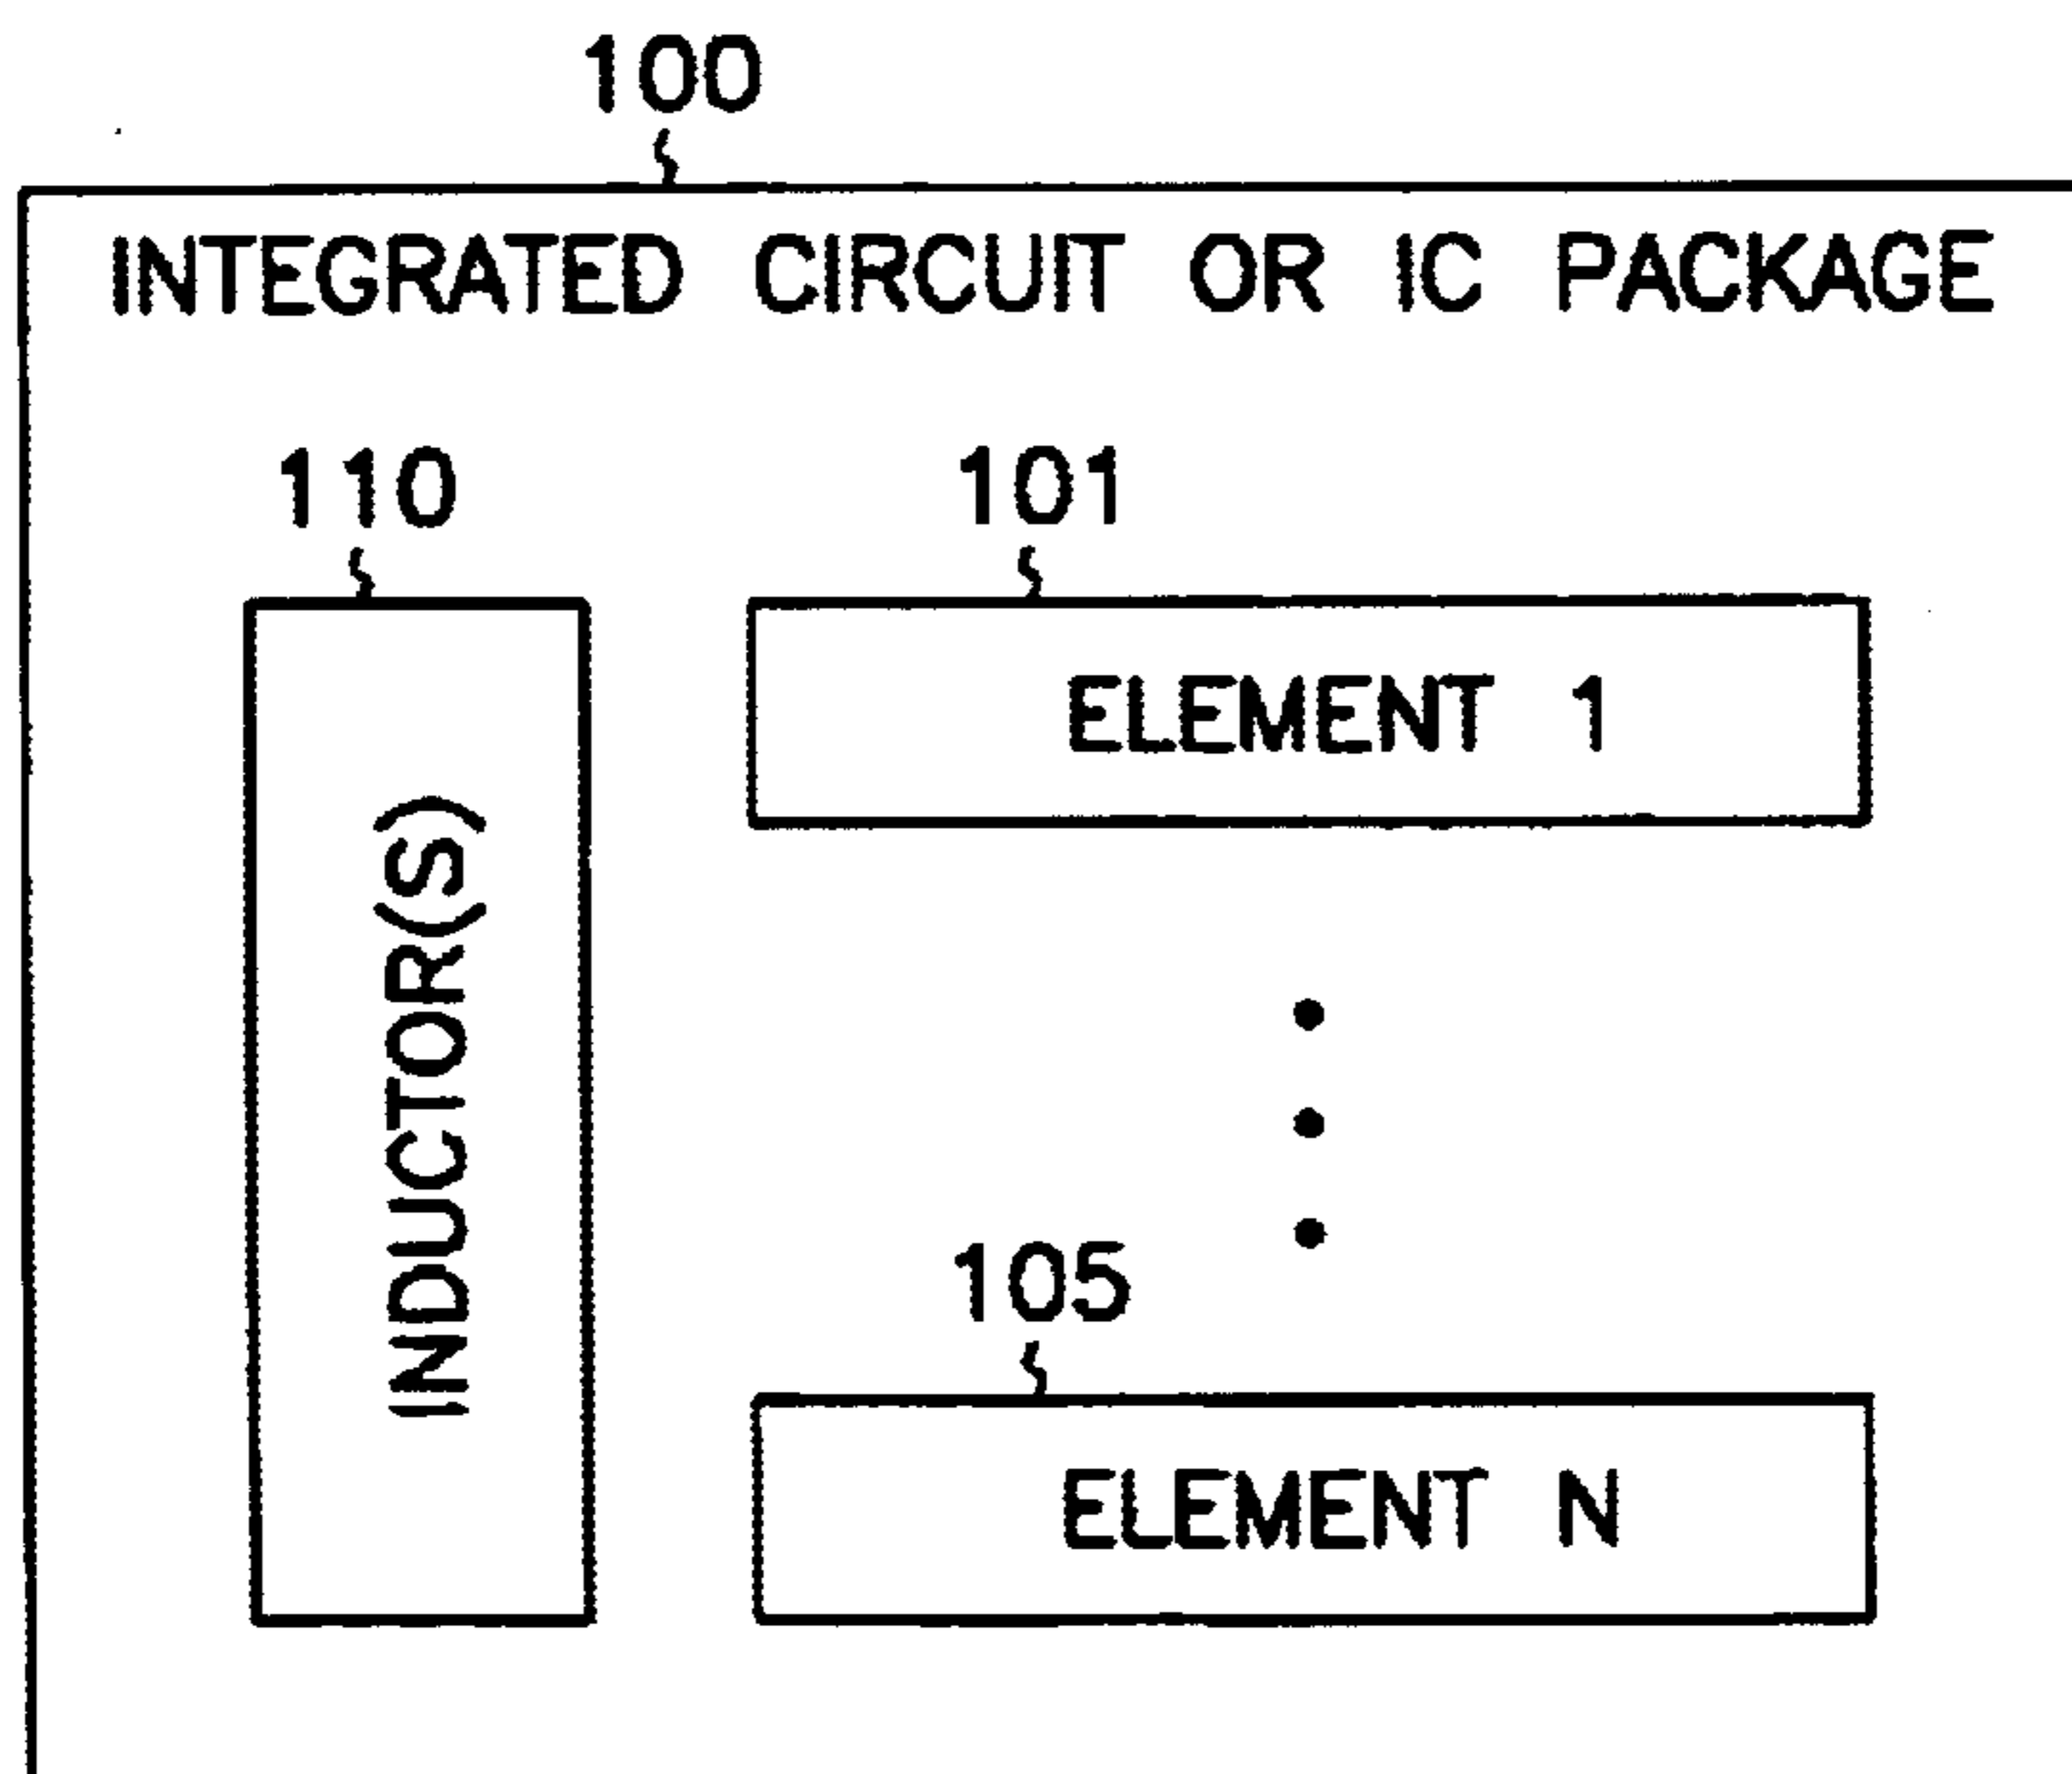 100
INTEGRATED CIRCUIT OR IC PACKAGE
110
101
INDUCTOR(S)
ELEMENT 1
105
ELEMENT N